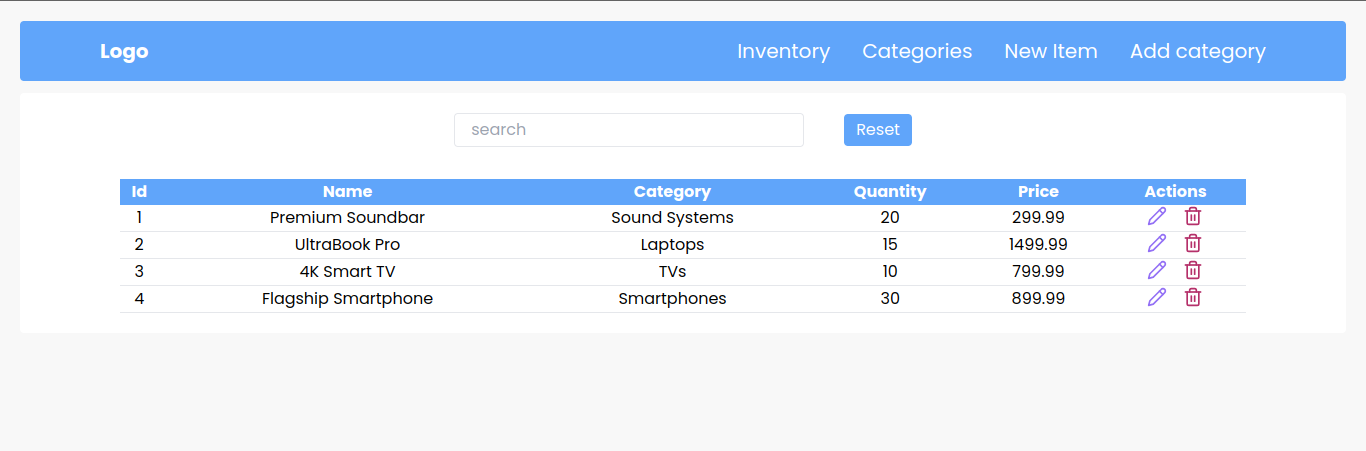 Logo Inventory Categories New Item Add category
search Reset
Id Name Category Quantity Price Actions
1 Premium Soundbar Sound Systems 20 299.99
2 UltraBook Pro Laptops 15 1499.99
3 4K Smart TV TVs 10 799.99
4 Flagship Smartphone Smartphones 30 899.99